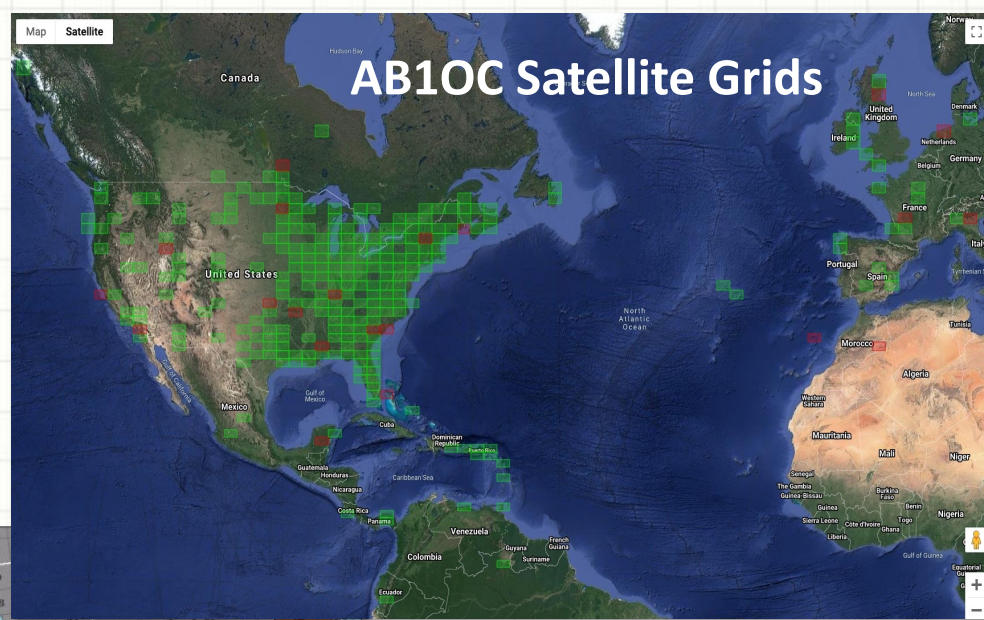 Map
Satellite
AB1OC Satellite Grids
Hudson Bay
Canada
North Sea
United
Kingdom
Denmark
Ireland
Netherlands
Belgium
Germany
France
Portugal
Spain
United States
North
Atlantic
Ocean
Tunisia
Morocco
Algeria
Western
Sahara
Gulf of
Mexico
Gulf of California
Mexico
Cuba
Dominican
Republic
Puerto Rico
Mauritania
Mali
Niger
Guatemala
Honduras
Caribbean Sea
Nicaragua
Senegal
The Gambia
Guinea-Bissau
Burkina
Faso
Guinea
Benin
Costa Rica
Panama
Sierra Leone
Côte d'Ivoire
Togo
Ghana
Nigeria
Liberia
Venezuela
Guyana
Suriname
French
Guiana
Colombia
Gulf of Guinea
Ecuador